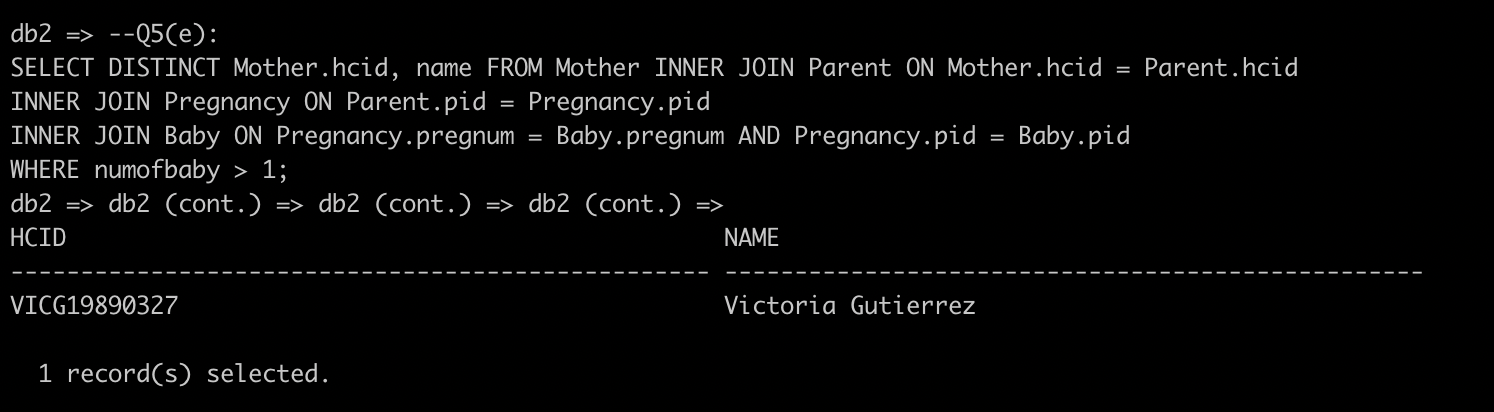 db2 => --Q5(e):
SELECT DISTINCT Mother.hcid, name FROM Mother INNER JOIN Parent ON Mother.hcid = Parent.hcid
INNER JOIN Pregnancy ON Parent.pid = Pregnancy.pid
INNER JOIN Baby ON Pregnancy.pregnum = Baby.pregnum AND Pregnancy.pid = Baby.pid
WHERE numofbaby > 1;
db2 => db2 (cont.) => db2 (cont.) => db2 (cont.) =>
HCID                                               NAME
-------------------------------------------------- --------------------------------------------------
VICG19890327                                       Victoria Gutierrez
  1 record(s) selected.